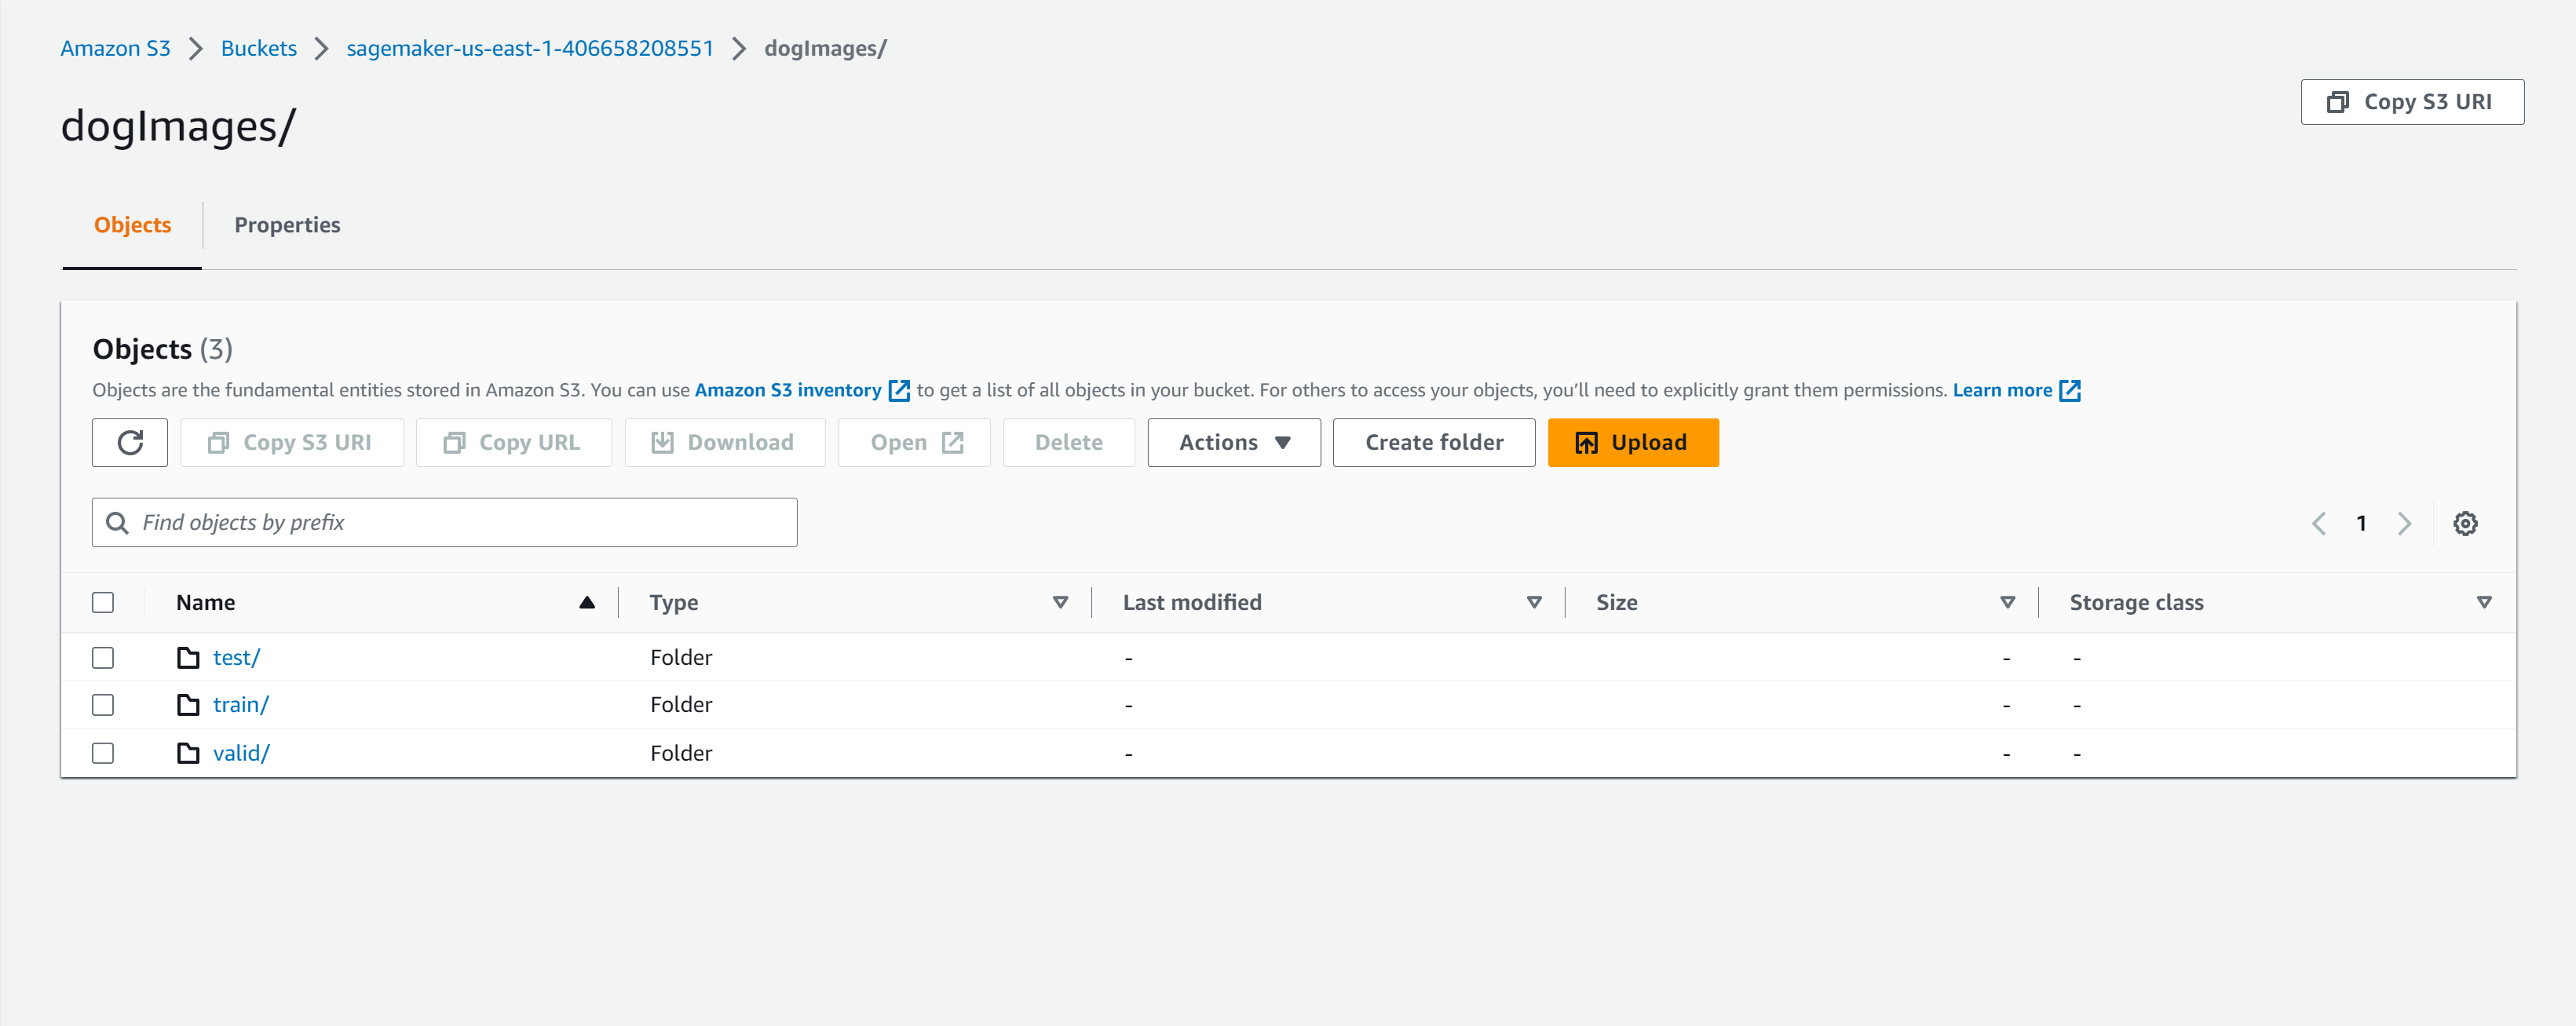 Amazon S3 Buckets sagemaker-us-east-1-406658208551 dogImages/
dogImages/
Copy S3 URI
Objects Properties
Objects (3)
Objects are the fundamental entities stored in Amazon S3. You can use Amazon S3 inventory to get a list of all objects in your bucket. For others to access your objects, you’ll need to explicitly grant them permissions. Learn more
Copy S3 URI Copy URL Download Open Delete Actions Create folder Upload
Find objects by prefix 1
Name Type Last modified Size Storage class
test/ Folder - - -
train/ Folder - - -
valid/ Folder - - -